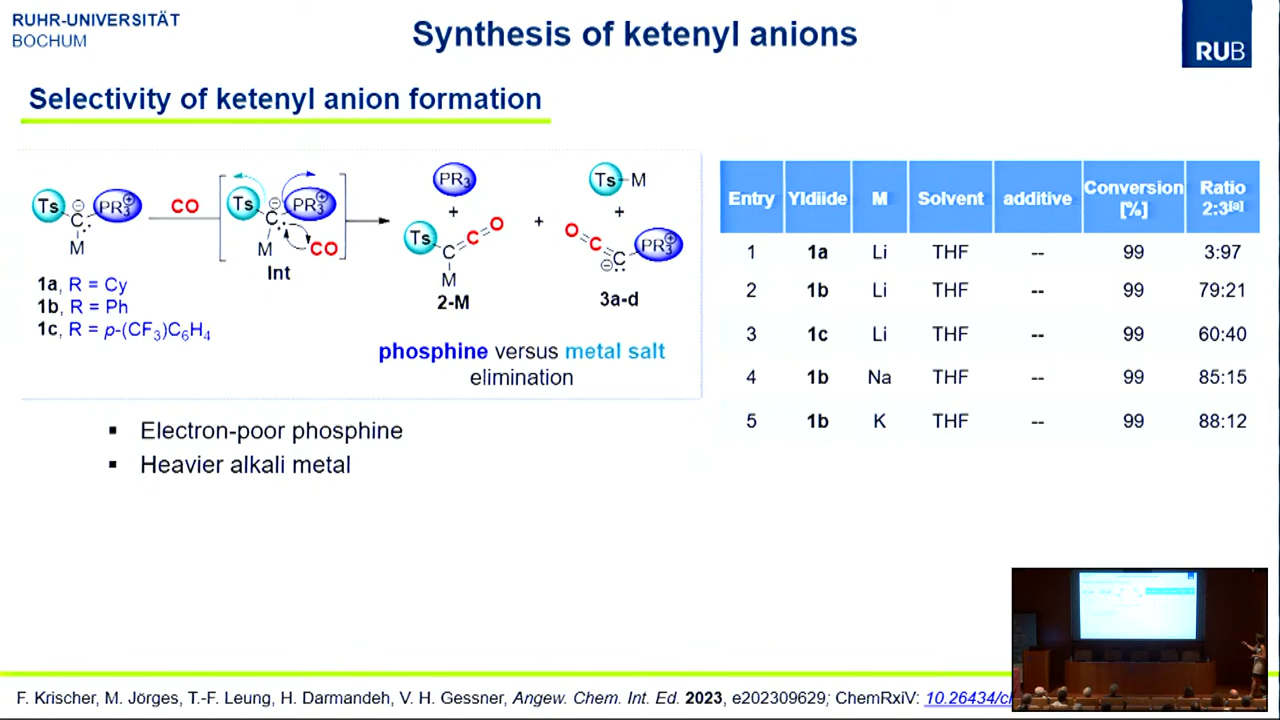 RUHR-UNIVERSITÄT
BOCHUM
Synthesis of ketenyl anions
RUB
Selectivity of ketenyl anion formation
Ts C⊖ PR₃⊕
M
CO
Ts C⊖ PR₃⊕
M CO
Int
PR₃
+
Ts C C O
M
2-M
+
Ts–M
+
O C C⊖ PR₃⊕
3a-d
1a, R = Cy
1b, R = Ph
1c, R = p-(CF₃)C₆H₄
phosphine versus metal salt
elimination
▪ Electron-poor phosphine
▪ Heavier alkali metal
Entry Yldiide M Solvent additive Conversion [%] Ratio 2:3[a]
1 1a Li THF -- 99 3:97
2 1b Li THF -- 99 79:21
3 1c Li THF -- 99 60:40
4 1b Na THF -- 99 85:15
5 1b K THF -- 99 88:12
F. Krischer, M. Jörges, T.-F. Leung, H. Darmandeh, V. H. Gessner, Angew. Chem. Int. Ed. 2023, e202309629; ChemRxiV: 10.26434/